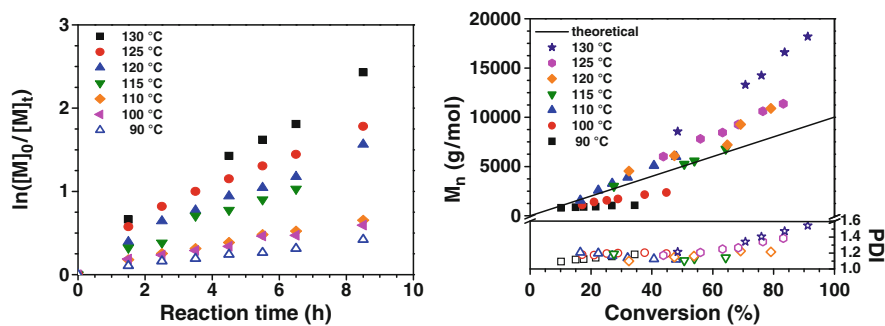 ln([M]0/[M]t)
3
2
1
0
130 °C
125 °C
120 °C
115 °C
110 °C
100 °C
90 °C
0 2 4 6 8 10
Reaction time (h)
Mn (g/mol)
20000
15000
10000
5000
0
theoretical
130 °C
125 °C
120 °C
115 °C
110 °C
100 °C
90 °C
1.6
1.4
1.2
1.0
PDI
0 20 40 60 80 100
Conversion (%)